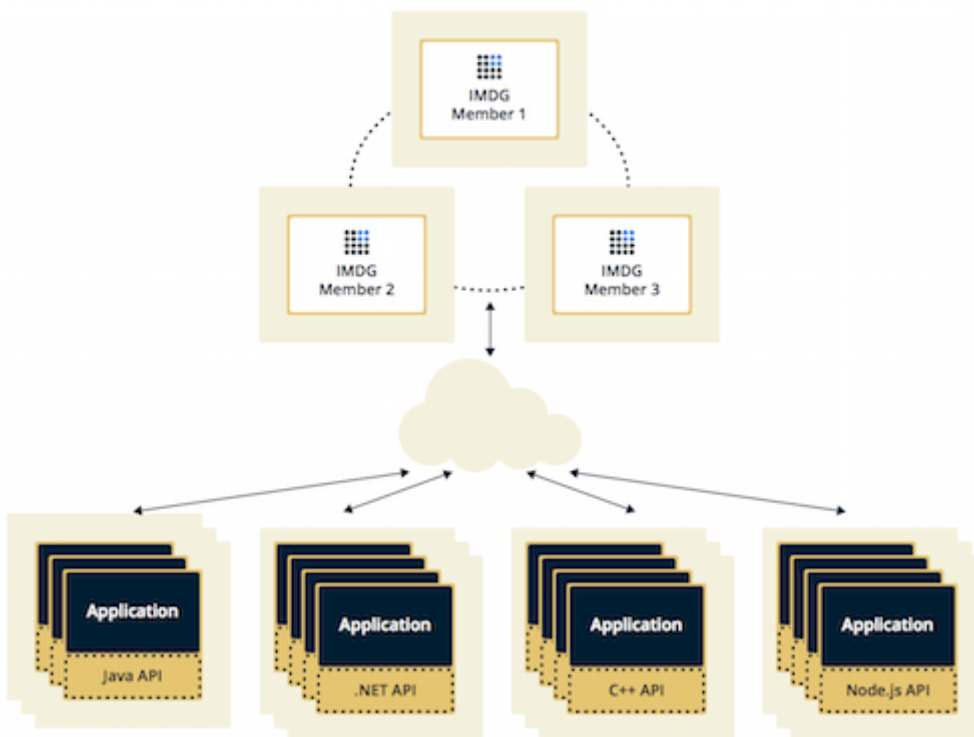 IMDG
Member 1
IMDG
Member 2
IMDG
Member 3
Application
Java API
Application
.NET API
Application
C++ API
Application
Node.js API